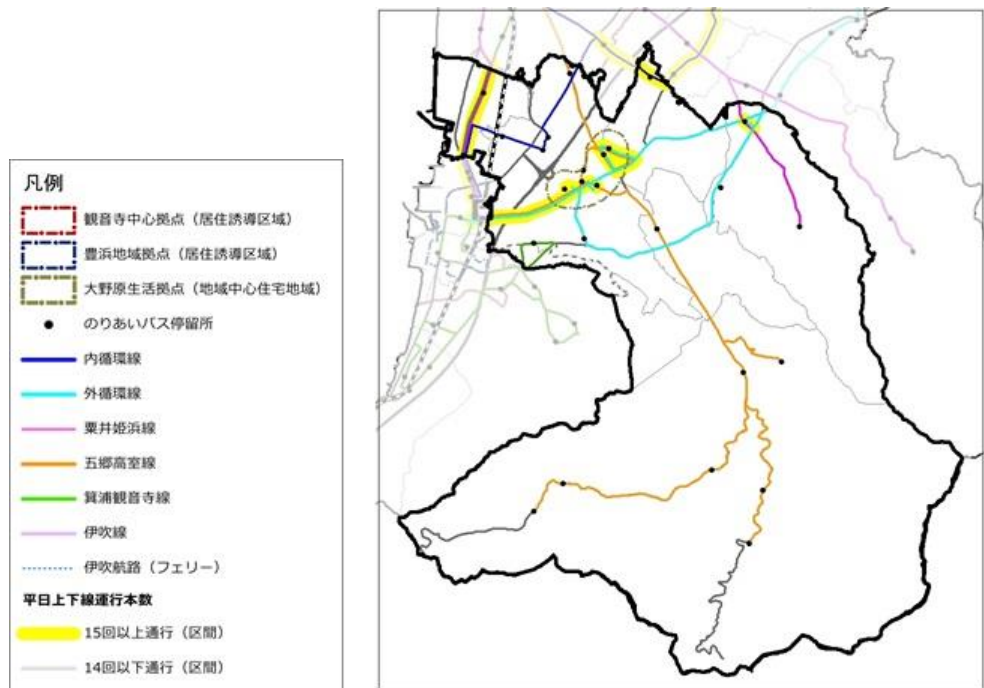 凡例
観音寺中心拠点（居住誘導区域）
豊浜地域拠点（居住誘導区域）
大野原生活拠点（地域中心住宅地域）
のりあいバス停留所
内循環線
外循環線
粟井姫浜線
五郷高室線
箕浦観音寺線
伊吹線
伊吹航路（フェリー）
平日上下線運行本数
15回以上通行（区間）
14回以下通行（区間）